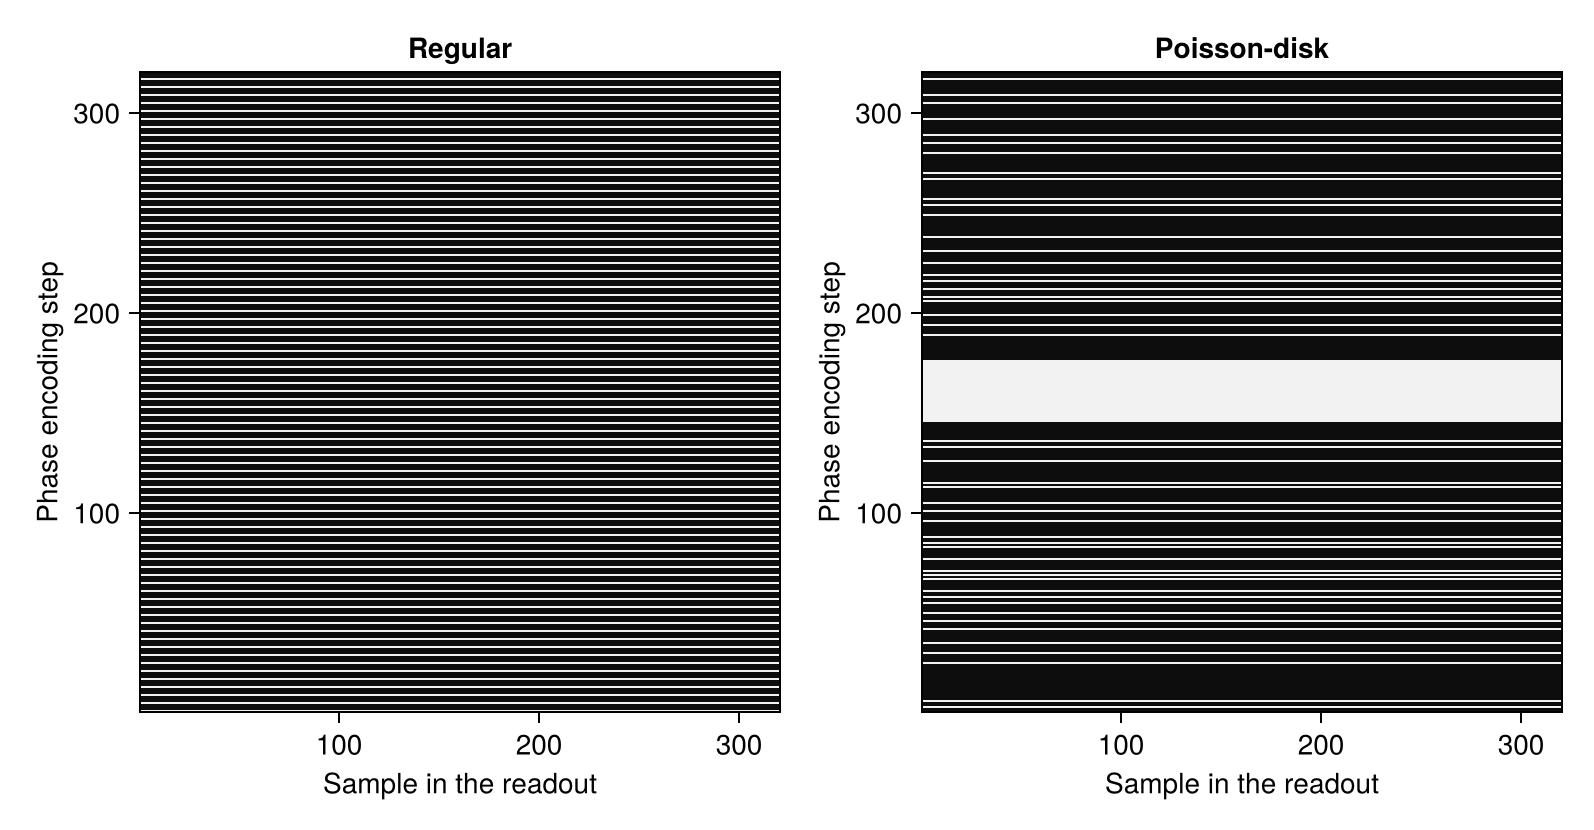 Regular
Phase encoding step
300
200
100
100 200 300
Sample in the readout
Poisson-disk
Phase encoding step
300
200
100
100 200 300
Sample in the readout